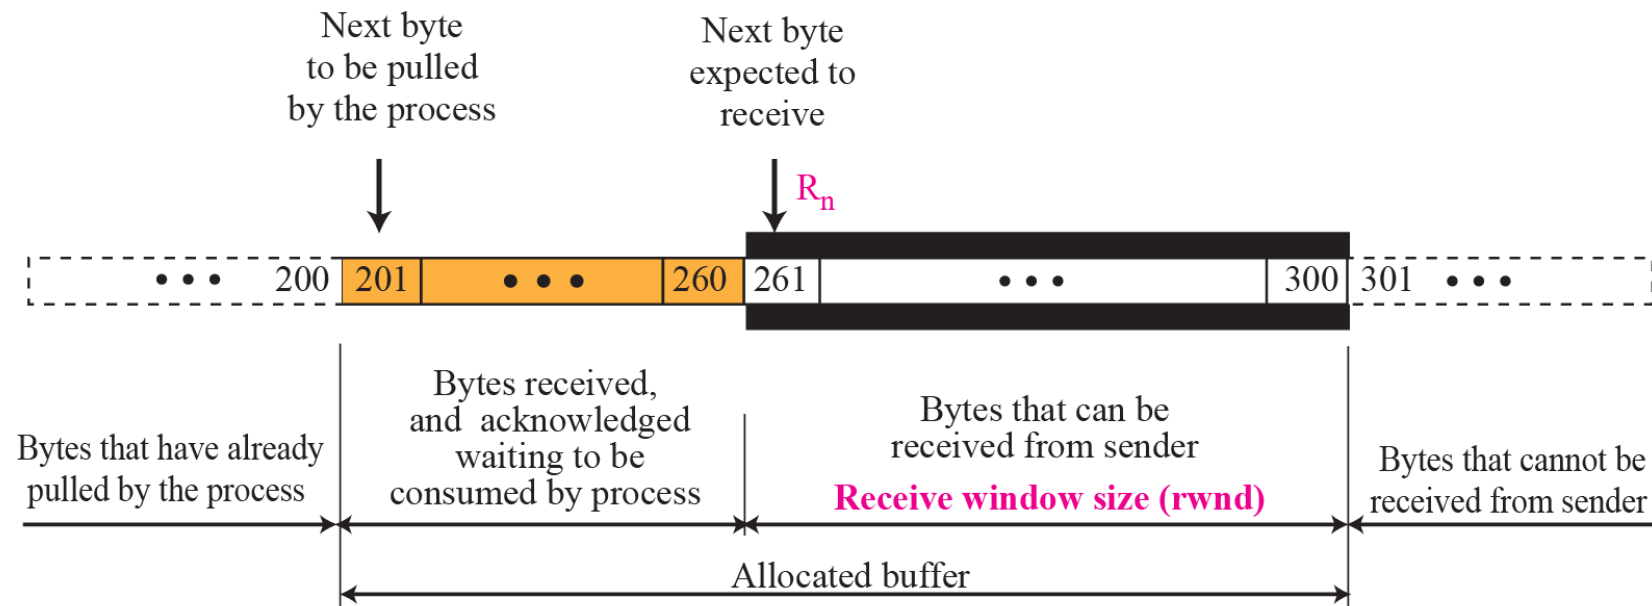 Next byte
to be pulled
by the process
Next byte
expected to
receive
Rn
••• 200 201 ••• 260 261 ••• 300 301 •••
Bytes that have already
pulled by the process
Bytes received,
and acknowledged
waiting to be
consumed by process
Bytes that can be
received from sender
Receive window size (rwnd)
Bytes that cannot be
received from sender
Allocated buffer